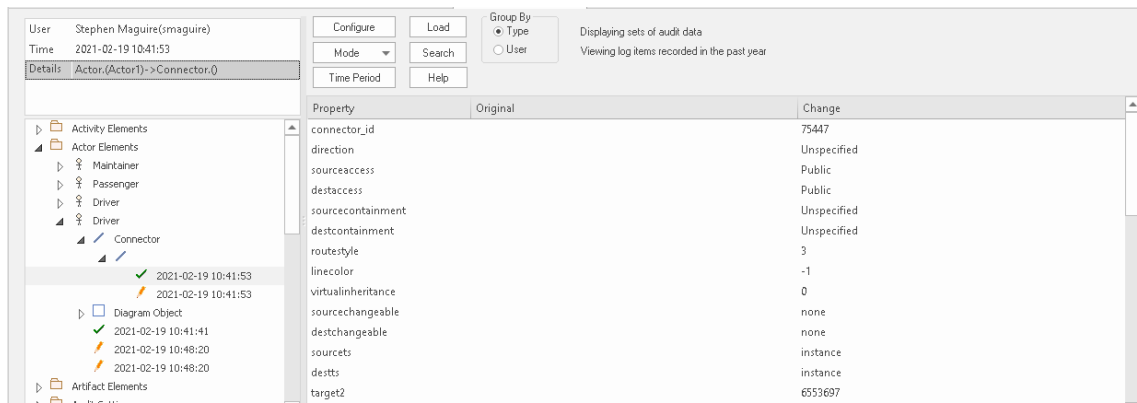 User Stephen Maguire(smaguire)
Time 2021-02-19 10:41:53
Details Actor.(Actor1)->Connector.()
Configure Load
Mode Search
Time Period Help
Group By
Type
User
Displaying sets of audit data
Viewing log items recorded in the past year
Activity Elements
Actor Elements
Maintainer
Passenger
Driver
Driver
Connector
2021-02-19 10:41:53
2021-02-19 10:41:53
Diagram Object
2021-02-19 10:41:41
2021-02-19 10:48:20
2021-02-19 10:48:20
Artifact Elements
Property Original Change
connector_id 75447
direction Unspecified
sourceaccess Public
destaccess Public
sourcecontainment Unspecified
destcontainment Unspecified
routestyle 3
linecolor -1
virtualinheritance 0
sourcechangeable none
destchangeable none
sourcets instance
destts instance
target2 6553697